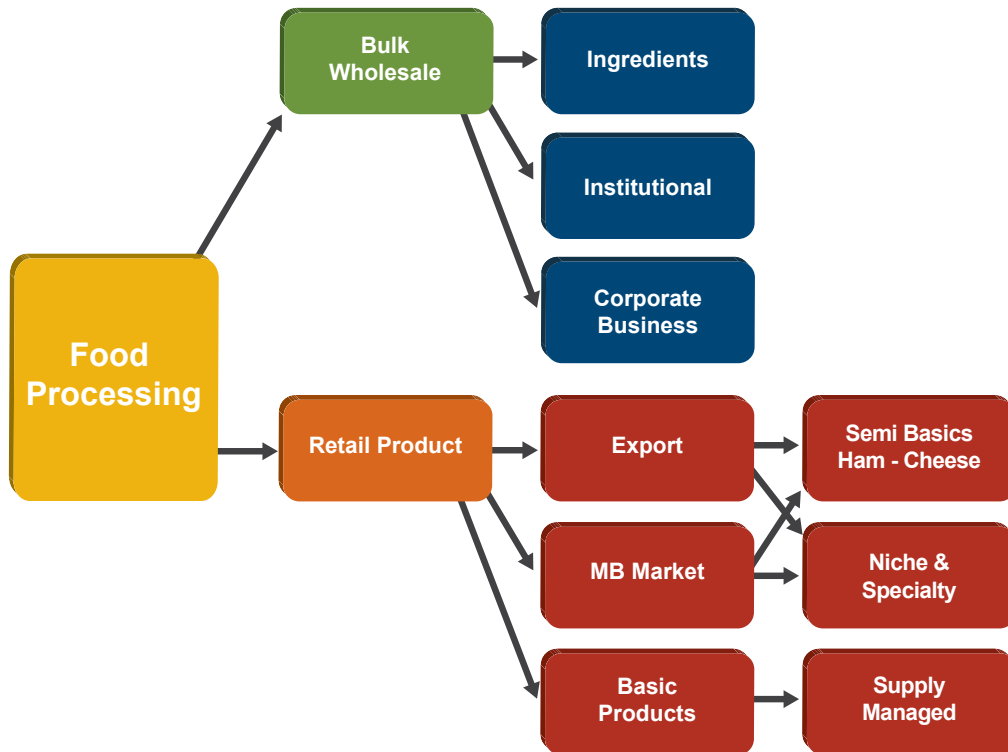 Bulk
Wholesale
Ingredients
Institutional
Corporate
Business
Food
Processing
Retail Product
Export
Semi Basics
Ham - Cheese
MB Market
Niche &
Specialty
Basic
Products
Supply
Managed